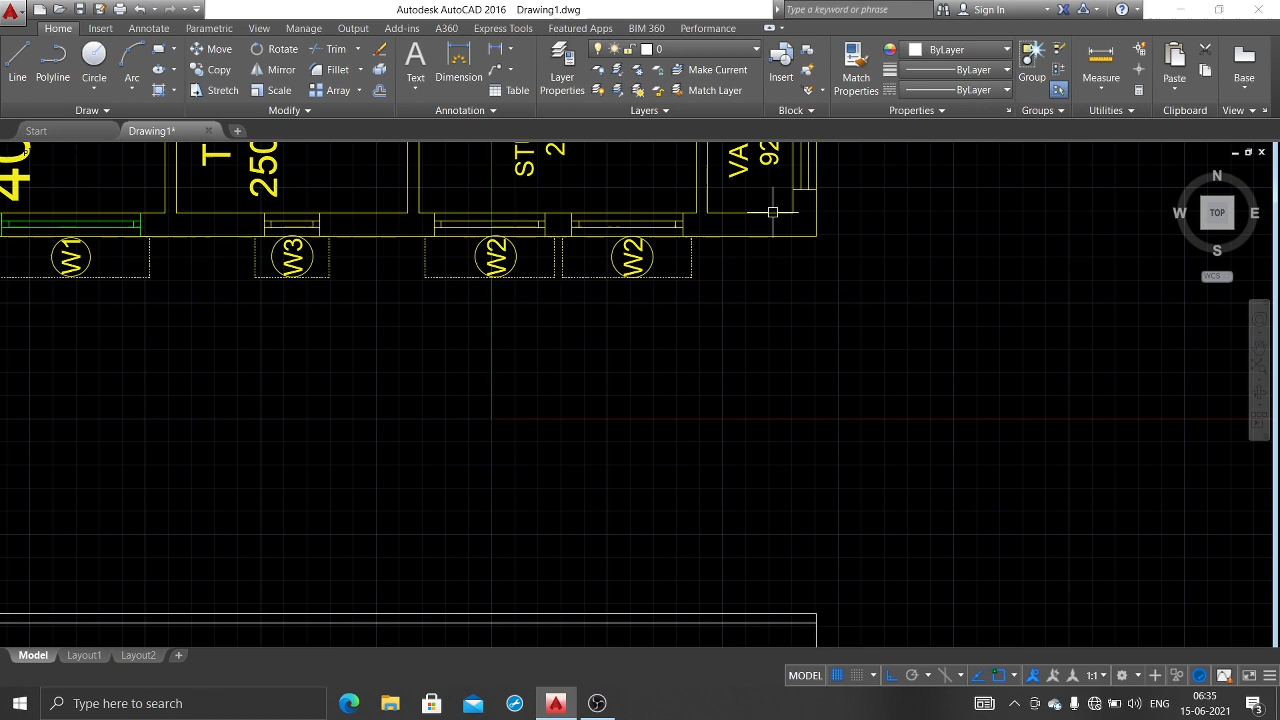 Autodesk AutoCAD 2016 Drawing1.dwg
Type a keyword or phrase
Sign In
Home Insert Annotate Parametric View Manage Output Add-ins A360 Express Tools Featured Apps BIM 360 Performance
Line Polyline Circle Arc
Move Rotate Trim
Copy Mirror Fillet
Stretch Scale Array
Text Dimension Table
Layer Properties
0
Make Current
Match Layer
Insert
Match Properties
ByLayer
ByLayer
ByLayer
Group
Measure
Paste
Base
Draw Modify Annotation Layers Block Properties Groups Utilities Clipboard View
Start Drawing1*
40
T
250
ST
2
VA
92
W1
W3
W2
W2
N
W TOP E
S
WCS
Model Layout1 Layout2
MODEL 1:1
Type here to search
ENG
06:35
15-06-2021